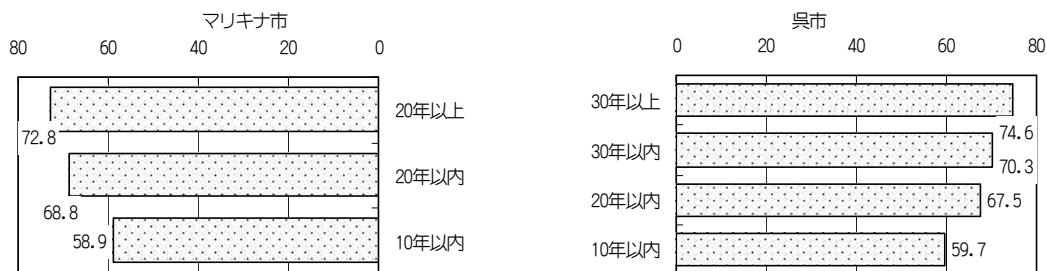 マリキナ市
80 60 40 20 0
20年以上
72.8
20年以内
68.8
10年以内
58.9
呉市
0 20 40 60 80
30年以上
74.6
30年以内
70.3
20年以内
67.5
10年以内
59.7